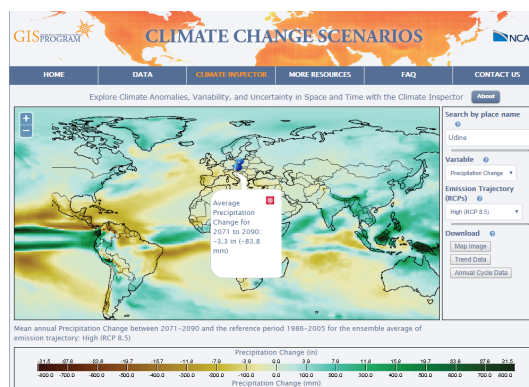 GISPROGRAM
CLIMATE CHANGE SCENARIOS
NCA
HOME DATA CLIMATE INSPECTOR MORE RESOURCES FAQ CONTACT US
Explore Climate Anomalies, Variability, and Uncertainty in Space and Time with the Climate Inspector About
+
−
Average
Precipitation
Change for
2071 to 2090:
-3.3 in (-83.8
mm)
Search by place name
Udine
Variable
Precipitation Change
Emission Trajectory
(RCPs)
High (RCP 8.5)
Download
Map Image
Trend Data
Annual Cycle Data
Mean annual Precipitation Change between 2071-2090 and the reference period 1986-2005 for the ensemble average of
emission trajectory: High (RCP 8.5)
Precipitation Change (in)
-31.5 -27.6 -23.6 -19.7 -15.7 -11.8 -7.9 -3.9 0.0 3.9 7.9 11.8 15.8 19.7 23.6 27.6 31.5
-800.0 -700.0 -600.0 -500.0 -400.0 -300.0 -200.0 -100.0 0.0 100.0 200.0 300.0 400.0 500.0 600.0 700.0 800.0
Precipitation Change (mm)